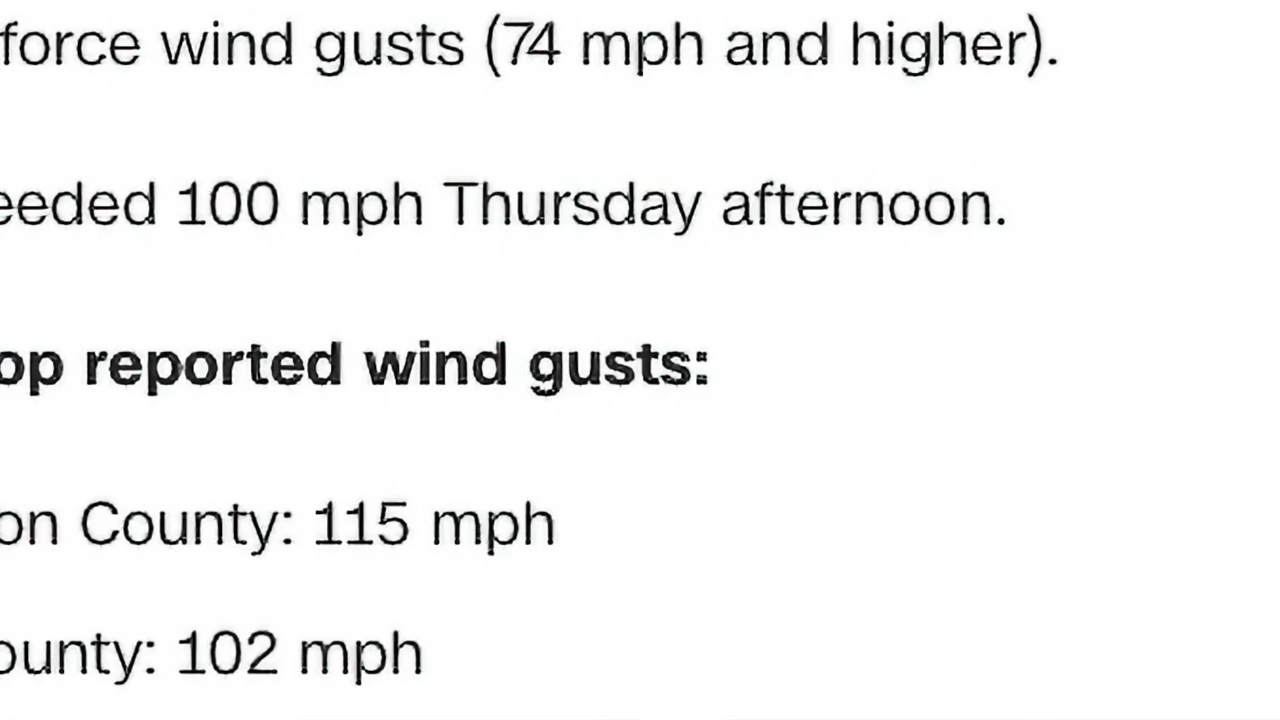 force wind gusts (74 mph and higher).
eeded 100 mph Thursday afternoon.
op reported wind gusts:
on County: 115 mph
ounty: 102 mph